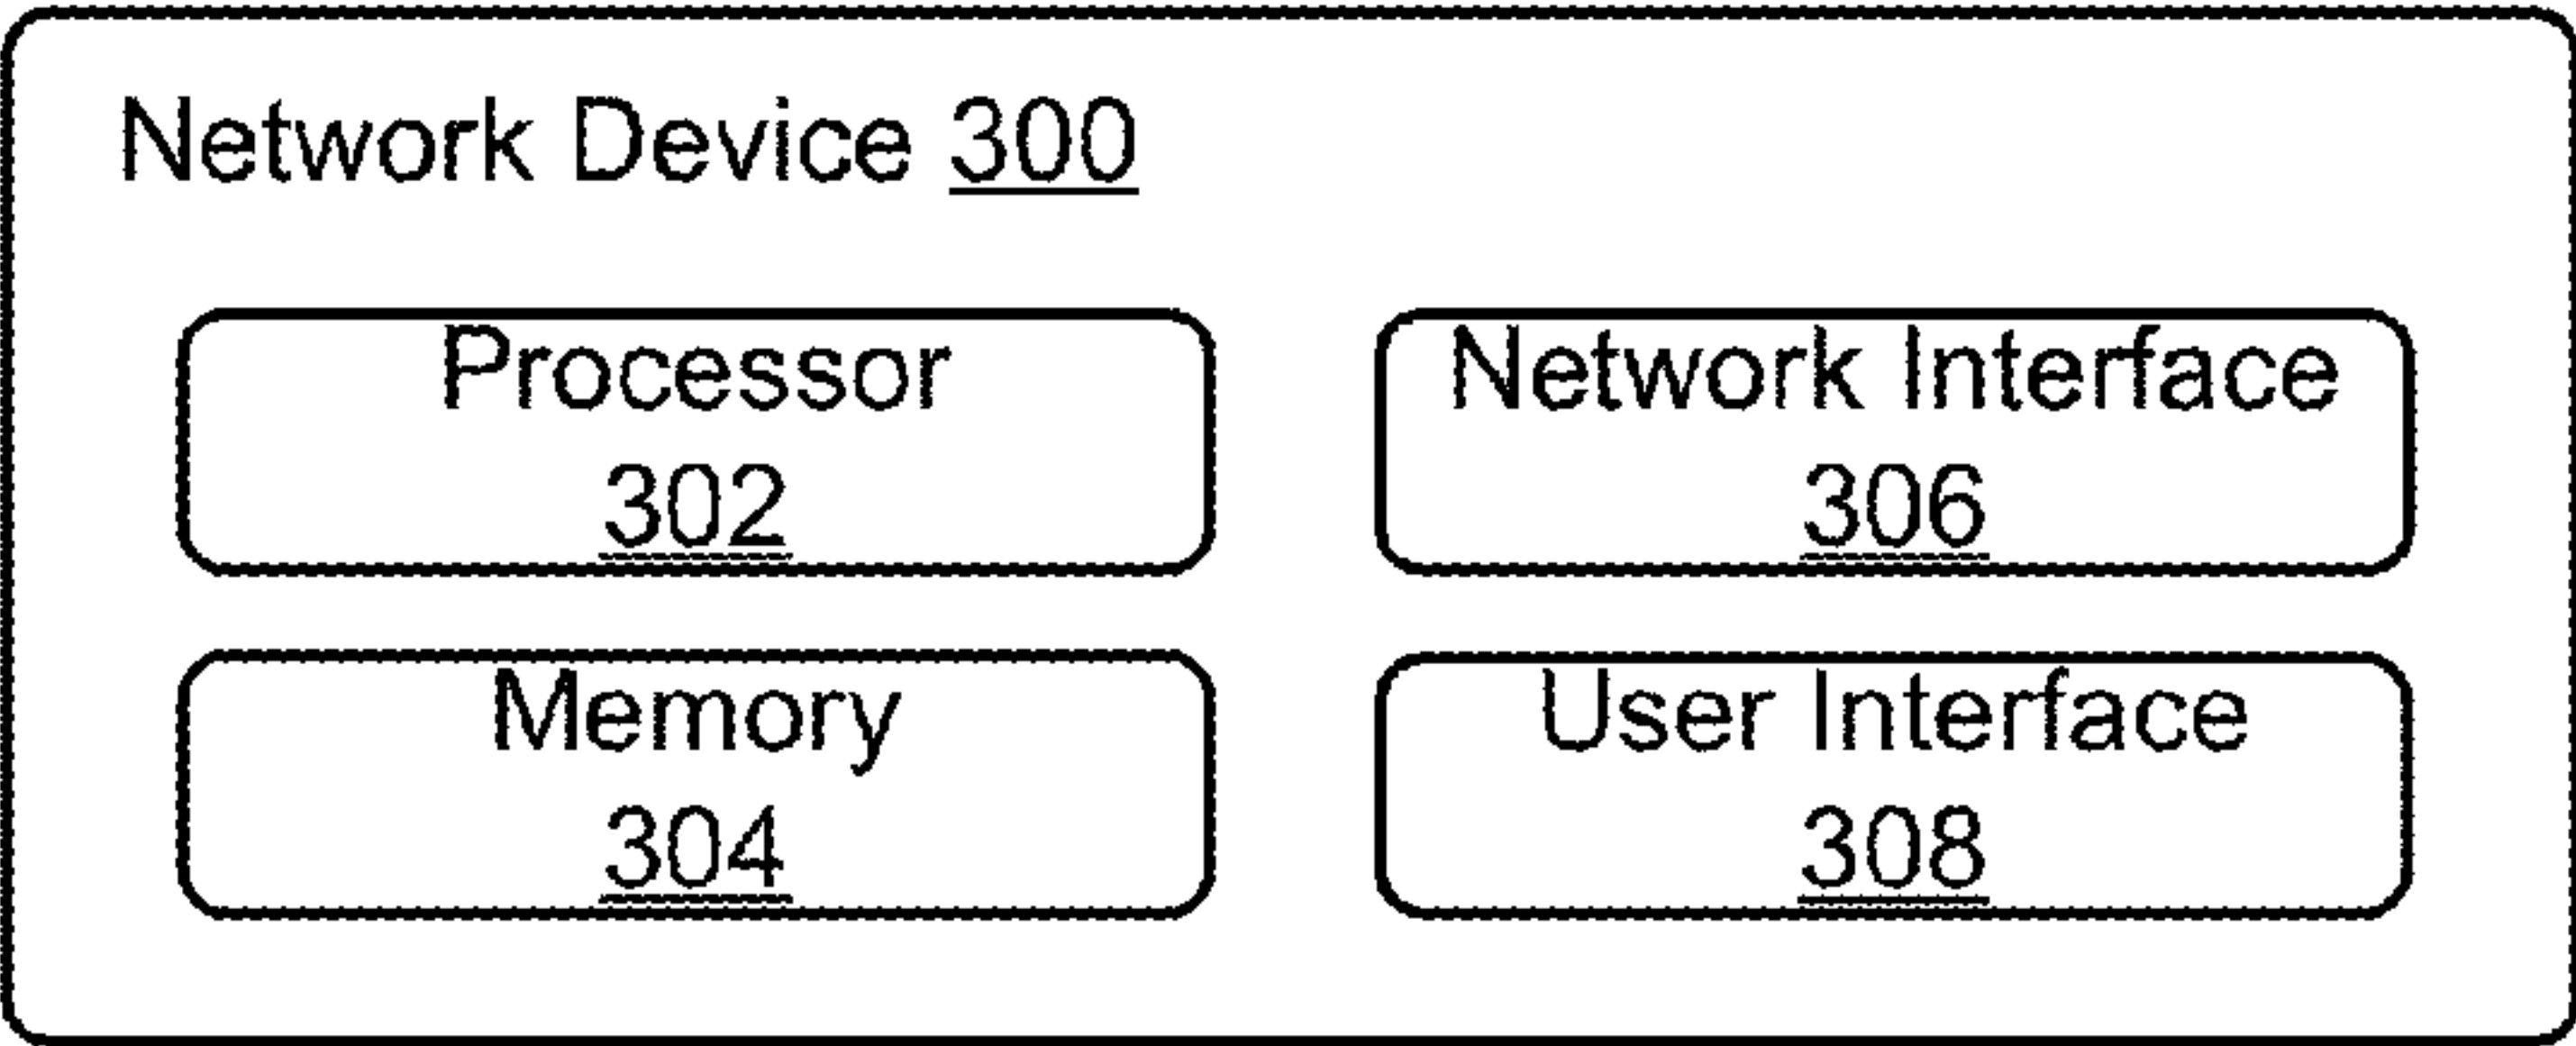 Network Device 300
Processor
302
Network Interface
306
Memory
304
User Interface
308